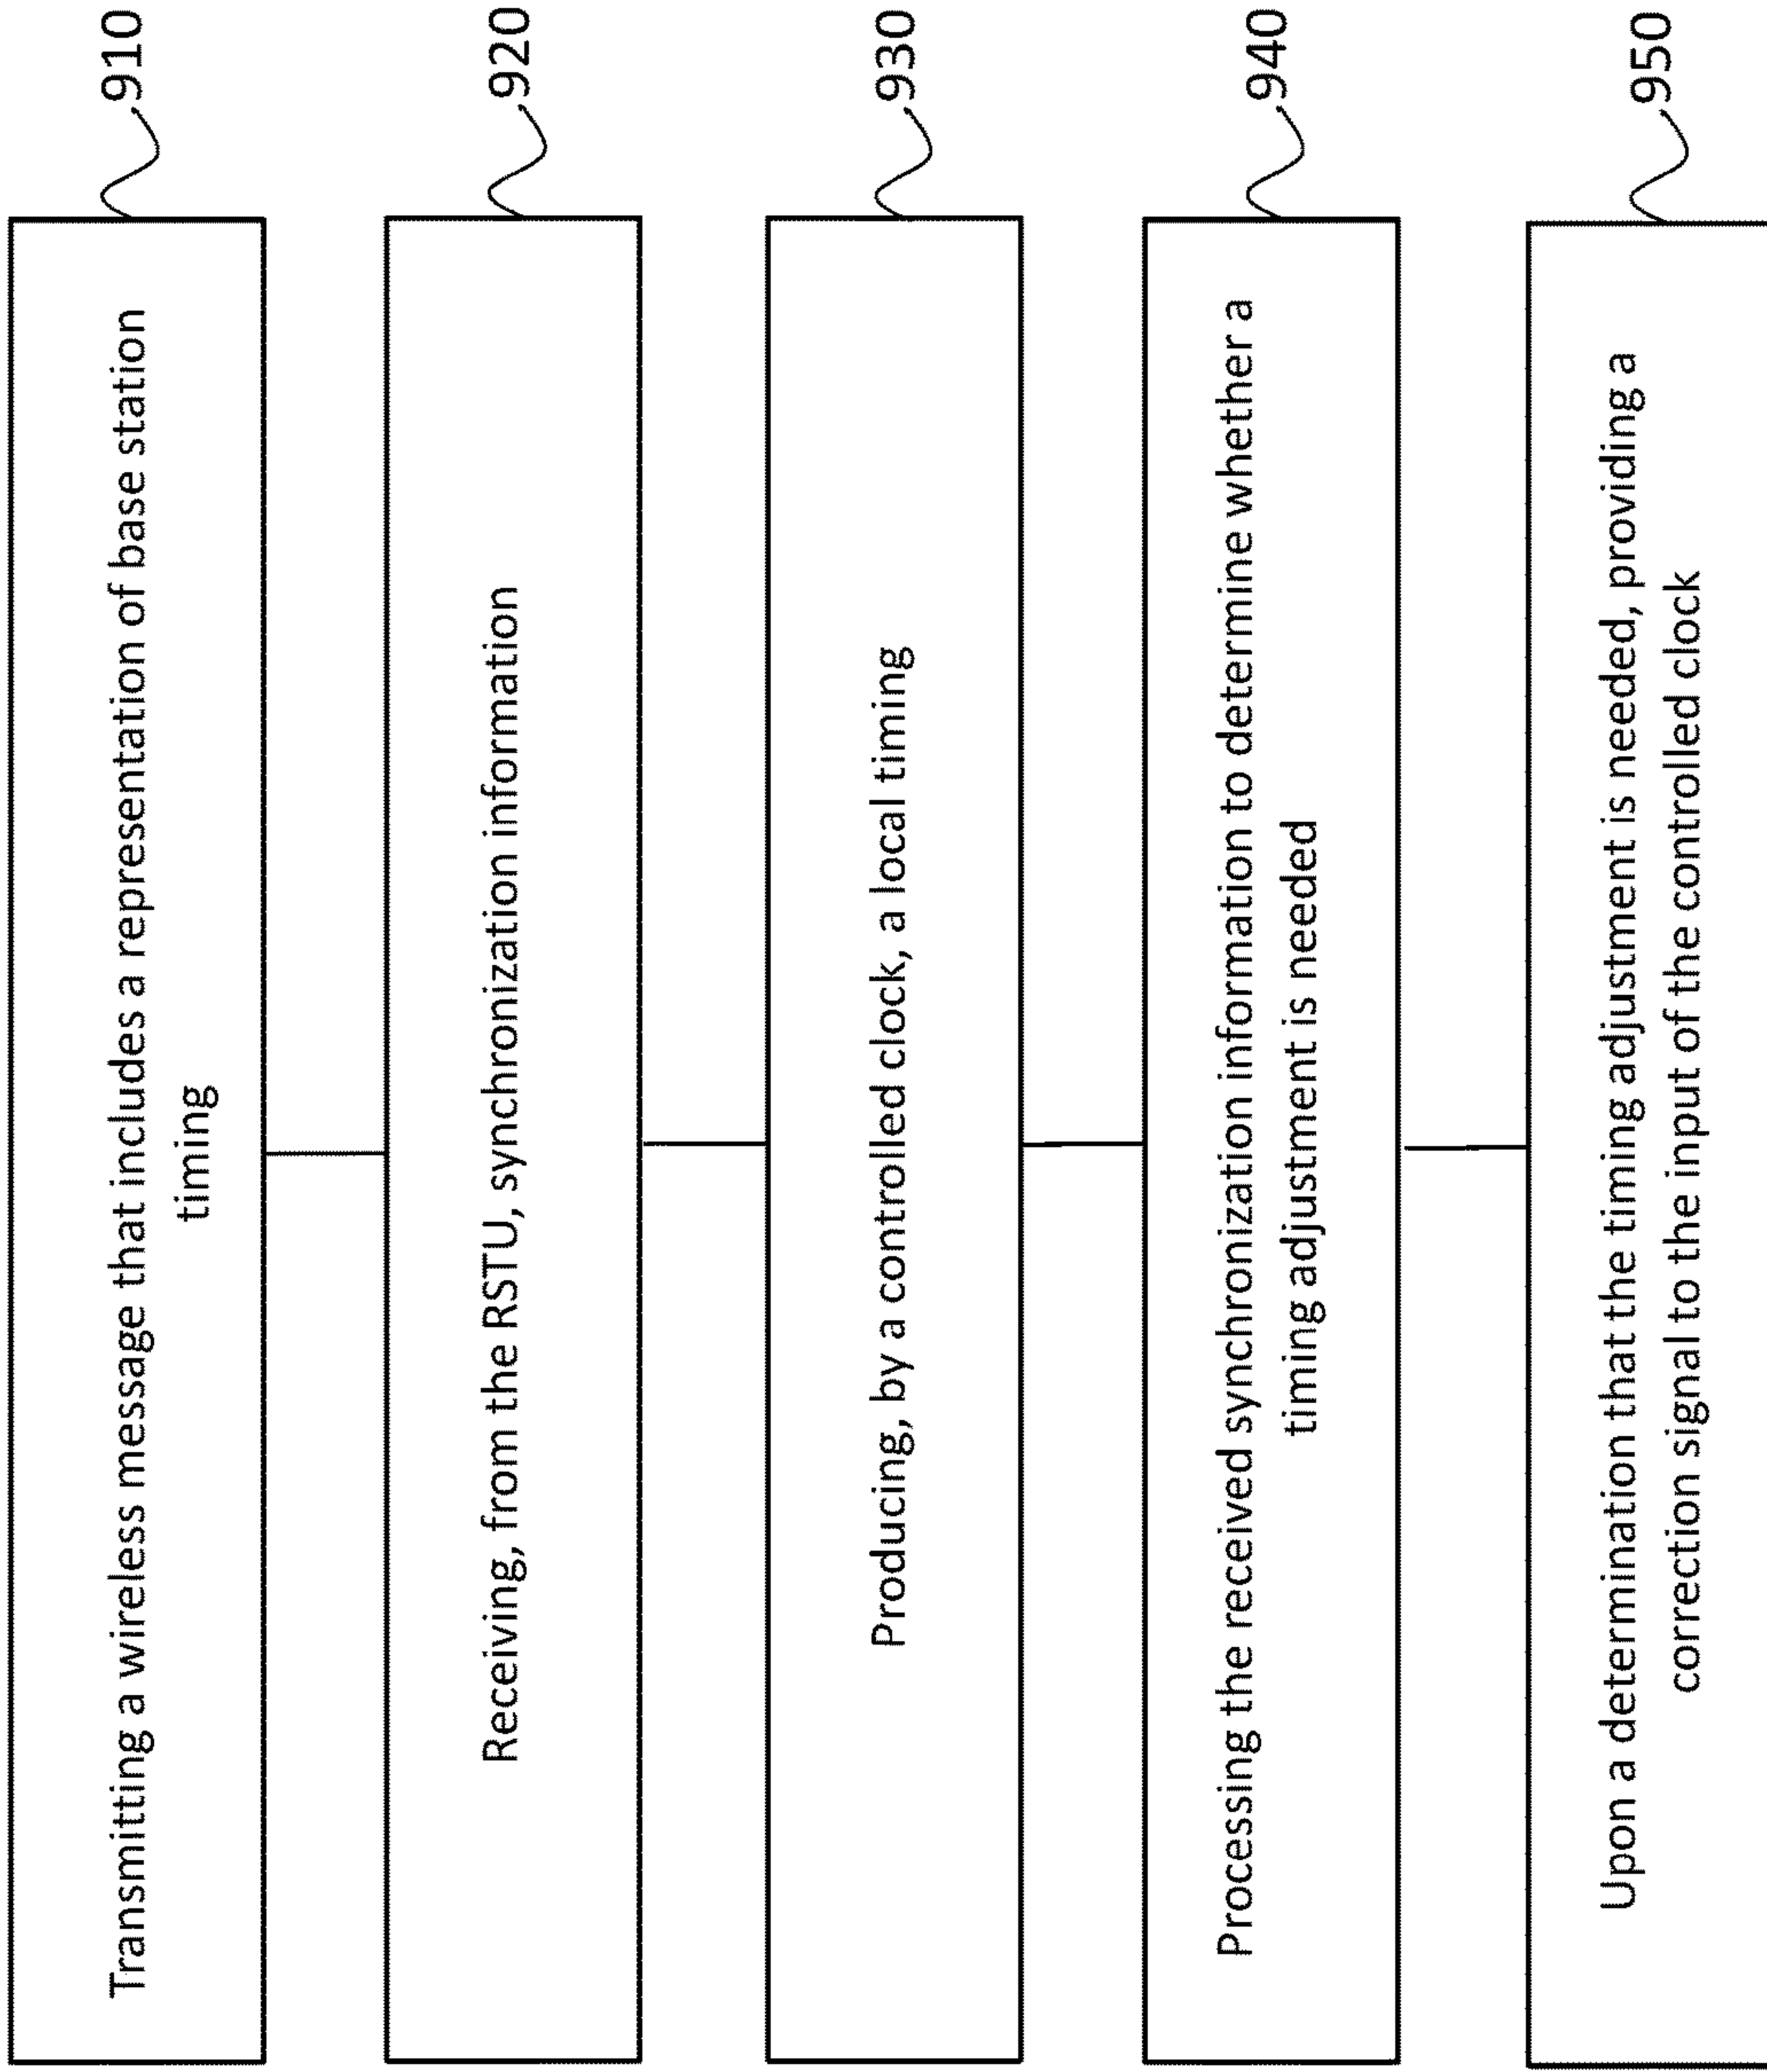 Transmitting a wireless message that includes a representation of base station
timing
910
Receiving, from the RSTU, synchronization information
920
Producing, by a controlled clock, a local timing
930
Processing the received synchronization information to determine whether a
timing adjustment is needed
940
Upon a determination that the timing adjustment is needed, providing a
correction signal to the input of the controlled clock
950